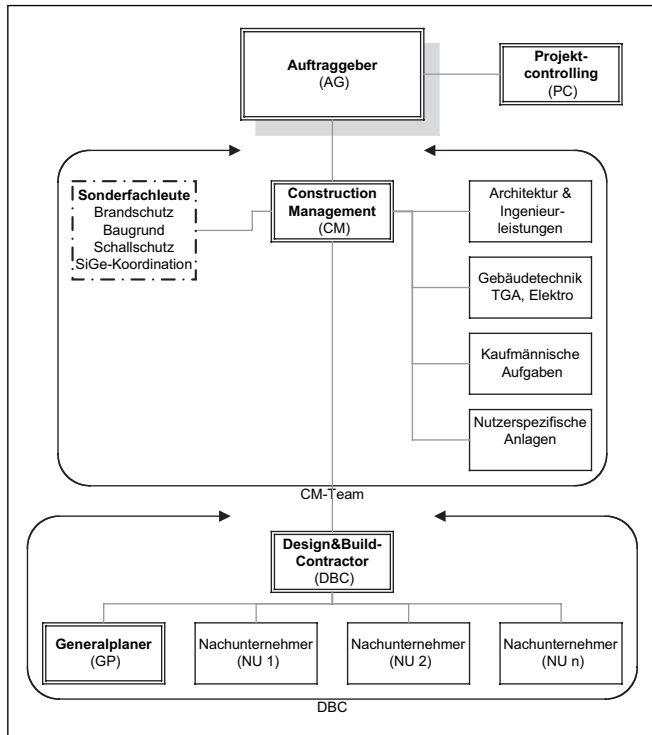 Auftraggeber
(AG)
Projekt-
controlling
(PC)
Sonderfachleute
Brandschutz
Baugrund
Schallschutz
SiGe-Koordination
Construction
Management
(CM)
Architektur &
Ingenieur-
leistungen
Gebäudetechnik
TGA, Elektro
Kaufmännische
Aufgaben
Nutzerspezifische
Anlagen
CM-Team
Design&Build-
Contractor
(DBC)
Generalplaner
(GP)
Nachunternehmer
(NU 1)
Nachunternehmer
(NU 2)
Nachunternehmer
(NU n)
DBC